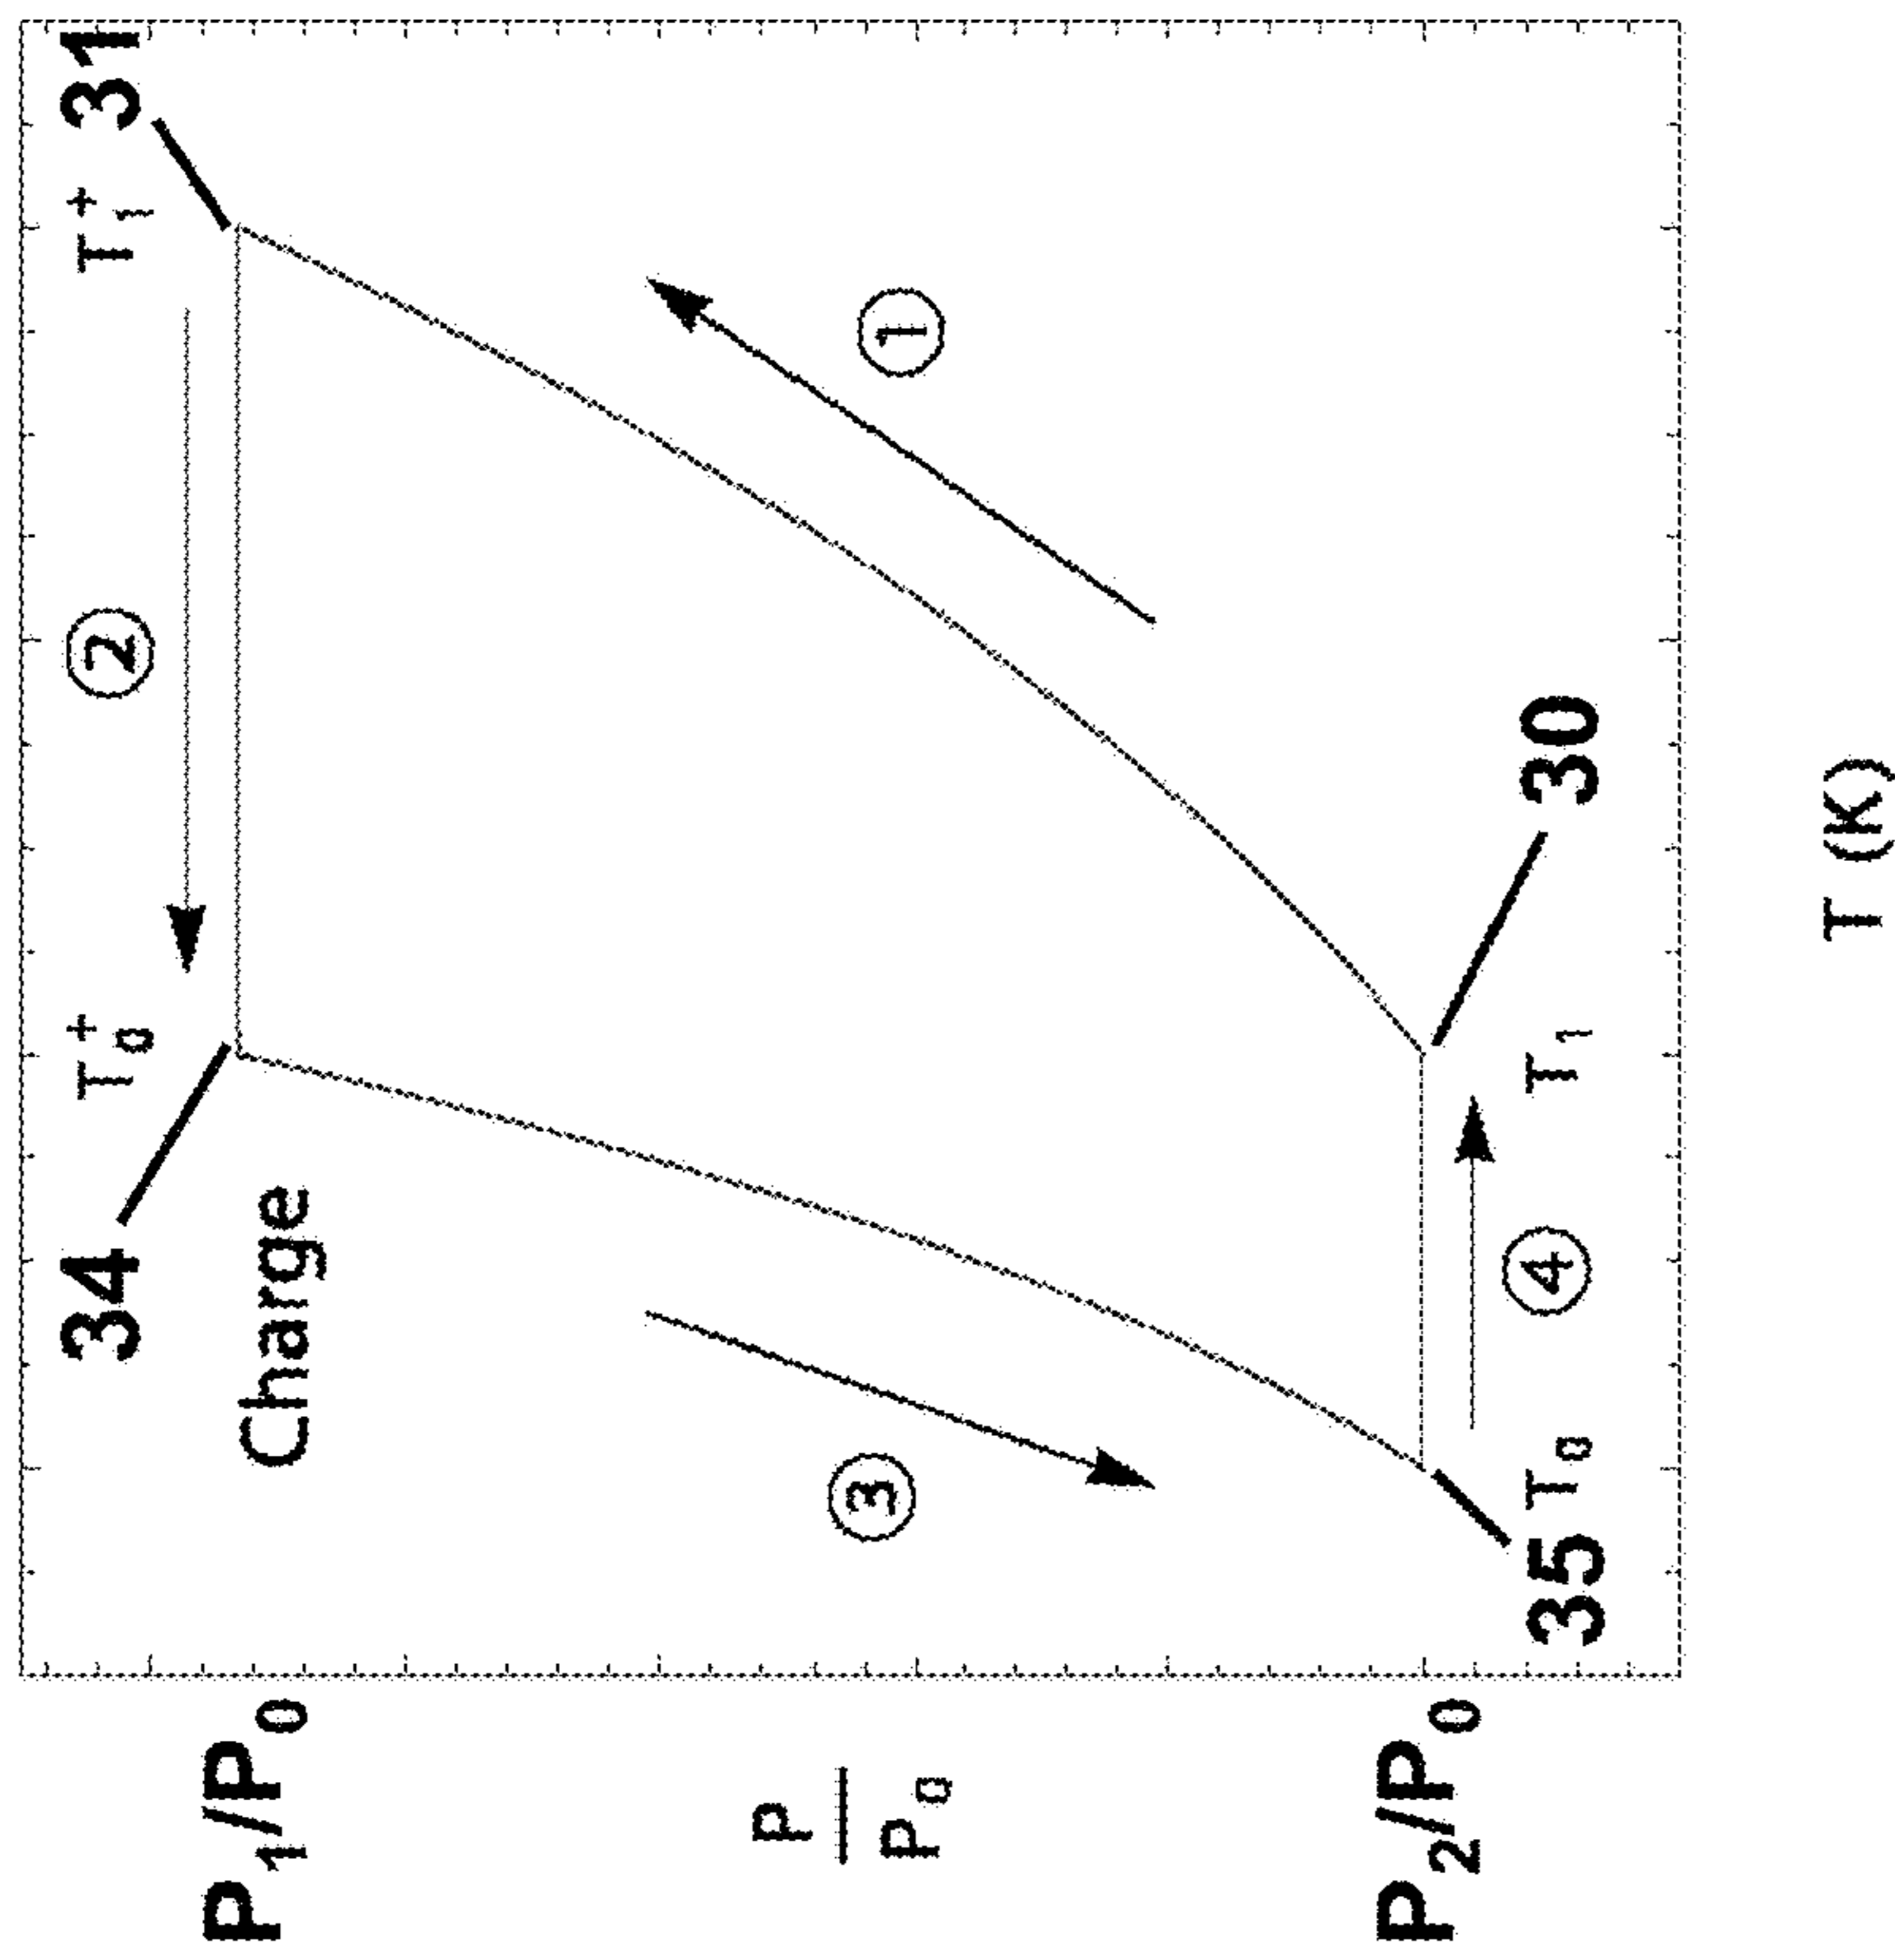 34 T₀⁺ ② T₁⁺ 31
P₁/P₀ Charge
P
P₀
③ ①
P₂/P₀
35 T₀ ④ T₁ 30
T (K)